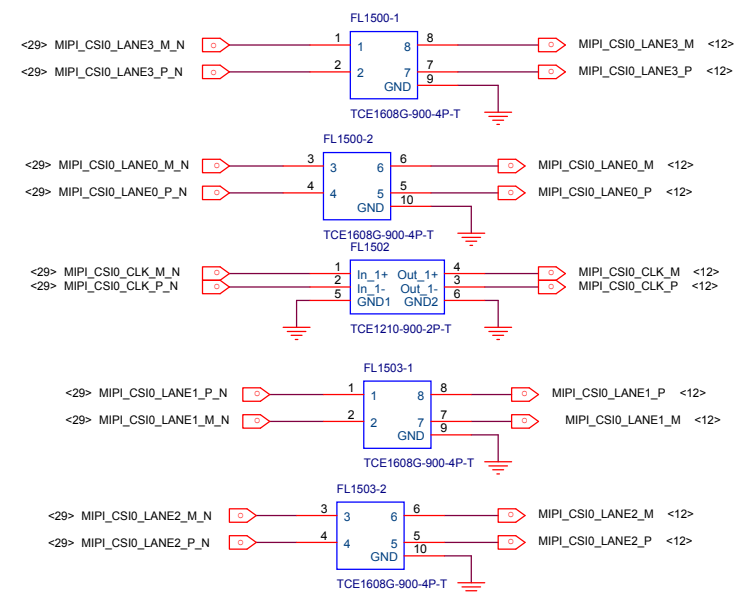 FL1500-1
<29> MIPI_CSI0_LANE3_M_N 1 1 8 8 MIPI_CSI0_LANE3_M <12>
<29> MIPI_CSI0_LANE3_P_N 2 2 7 7 MIPI_CSI0_LANE3_P <12>
GND 9
TCE1608G-900-4P-T
FL1500-2
<29> MIPI_CSI0_LANE0_M_N 3 3 6 6 MIPI_CSI0_LANE0_M <12>
<29> MIPI_CSI0_LANE0_P_N 4 4 5 5 MIPI_CSI0_LANE0_P <12>
GND 10
TCE1608G-900-4P-T
FL1502
<29> MIPI_CSI0_CLK_M_N 1 In_1+ Out_1+ 4 MIPI_CSI0_CLK_M <12>
<29> MIPI_CSI0_CLK_P_N 2 In_1- Out_1- 3 MIPI_CSI0_CLK_P <12>
5 GND1 GND2 6
TCE1210-900-2P-T
FL1503-1
<29> MIPI_CSI0_LANE1_P_N 1 1 8 8 MIPI_CSI0_LANE1_P <12>
<29> MIPI_CSI0_LANE1_M_N 2 2 7 7 MIPI_CSI0_LANE1_M <12>
GND 9
TCE1608G-900-4P-T
FL1503-2
<29> MIPI_CSI0_LANE2_M_N 3 3 6 6 MIPI_CSI0_LANE2_M <12>
<29> MIPI_CSI0_LANE2_P_N 4 4 5 5 MIPI_CSI0_LANE2_P <12>
GND 10
TCE1608G-900-4P-T